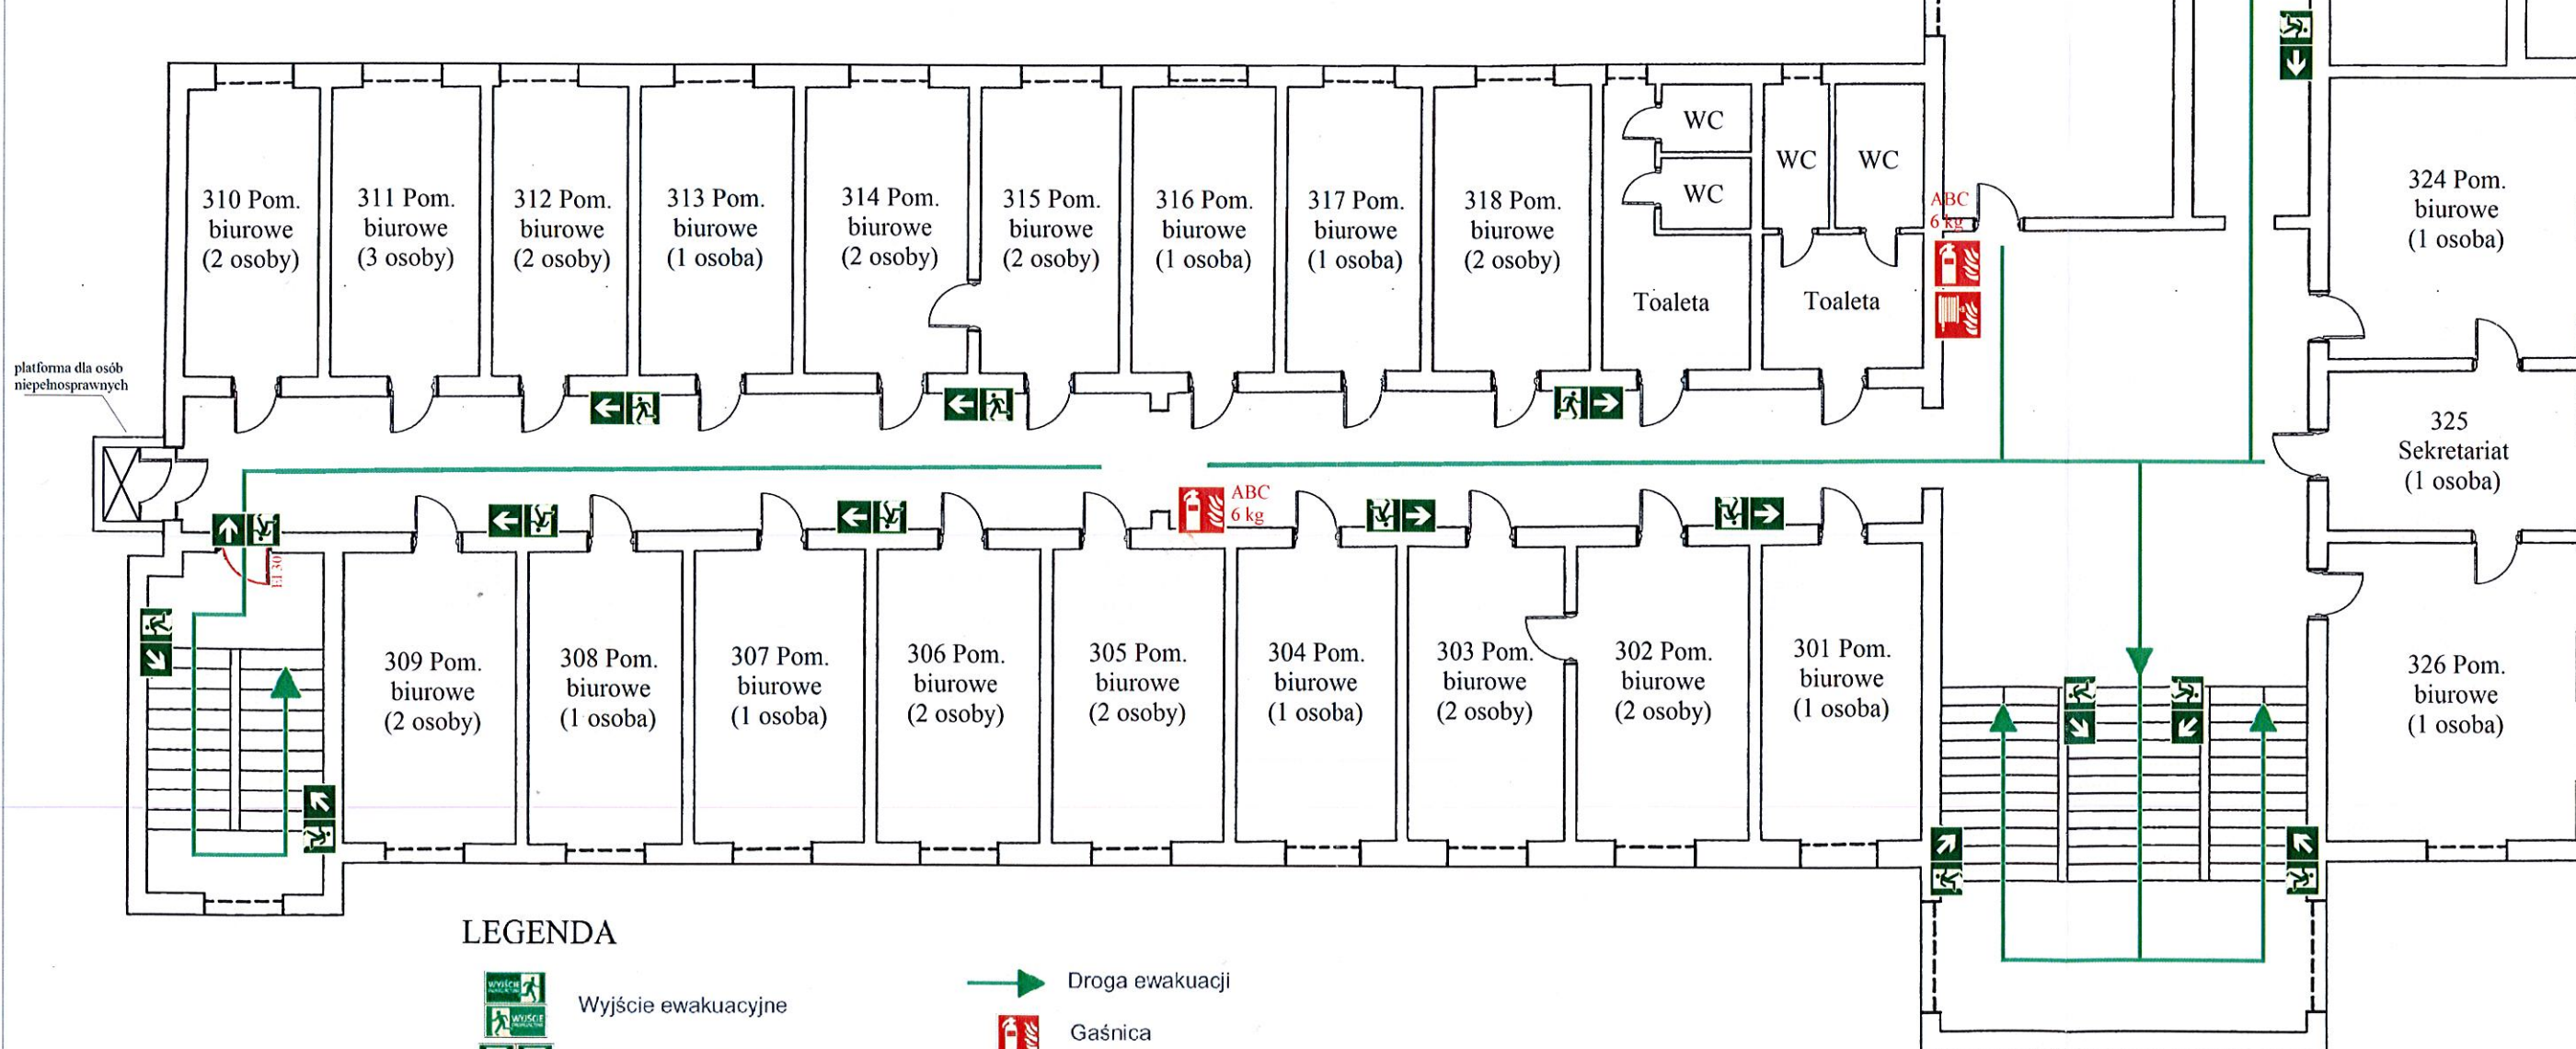 310 Pom.
biurowe
(2 osoby)
311 Pom.
biurowe
(3 osoby)
312 Pom.
biurowe
(2 osoby)
313 Pom.
biurowe
(1 osoba)
314 Pom.
biurowe
(2 osoby)
315 Pom.
biurowe
(2 osoby)
316 Pom.
biurowe
(1 osoba)
317 Pom.
biurowe
(1 osoba)
318 Pom.
biurowe
(2 osoby)
WC
WC
Toaleta
WC
WC
Toaleta
ABC
6 kg
324 Pom.
biurowe
(1 osoba)
platforma dla osób
niepełnosprawnych
325
Sekretariat
(1 osoba)
ABC
6 kg
EI 30
309 Pom.
biurowe
(2 osoby)
308 Pom.
biurowe
(1 osoba)
307 Pom.
biurowe
(1 osoba)
306 Pom.
biurowe
(2 osoby)
305 Pom.
biurowe
(2 osoby)
304 Pom.
biurowe
(1 osoba)
303 Pom.
biurowe
(2 osoby)
302 Pom.
biurowe
(2 osoby)
301 Pom.
biurowe
(1 osoba)
326 Pom.
biurowe
(1 osoba)
LEGENDA
WYJŚCIE
WYJŚCIE
Wyjście ewakuacyjne
Droga ewakuacji
Gaśnica